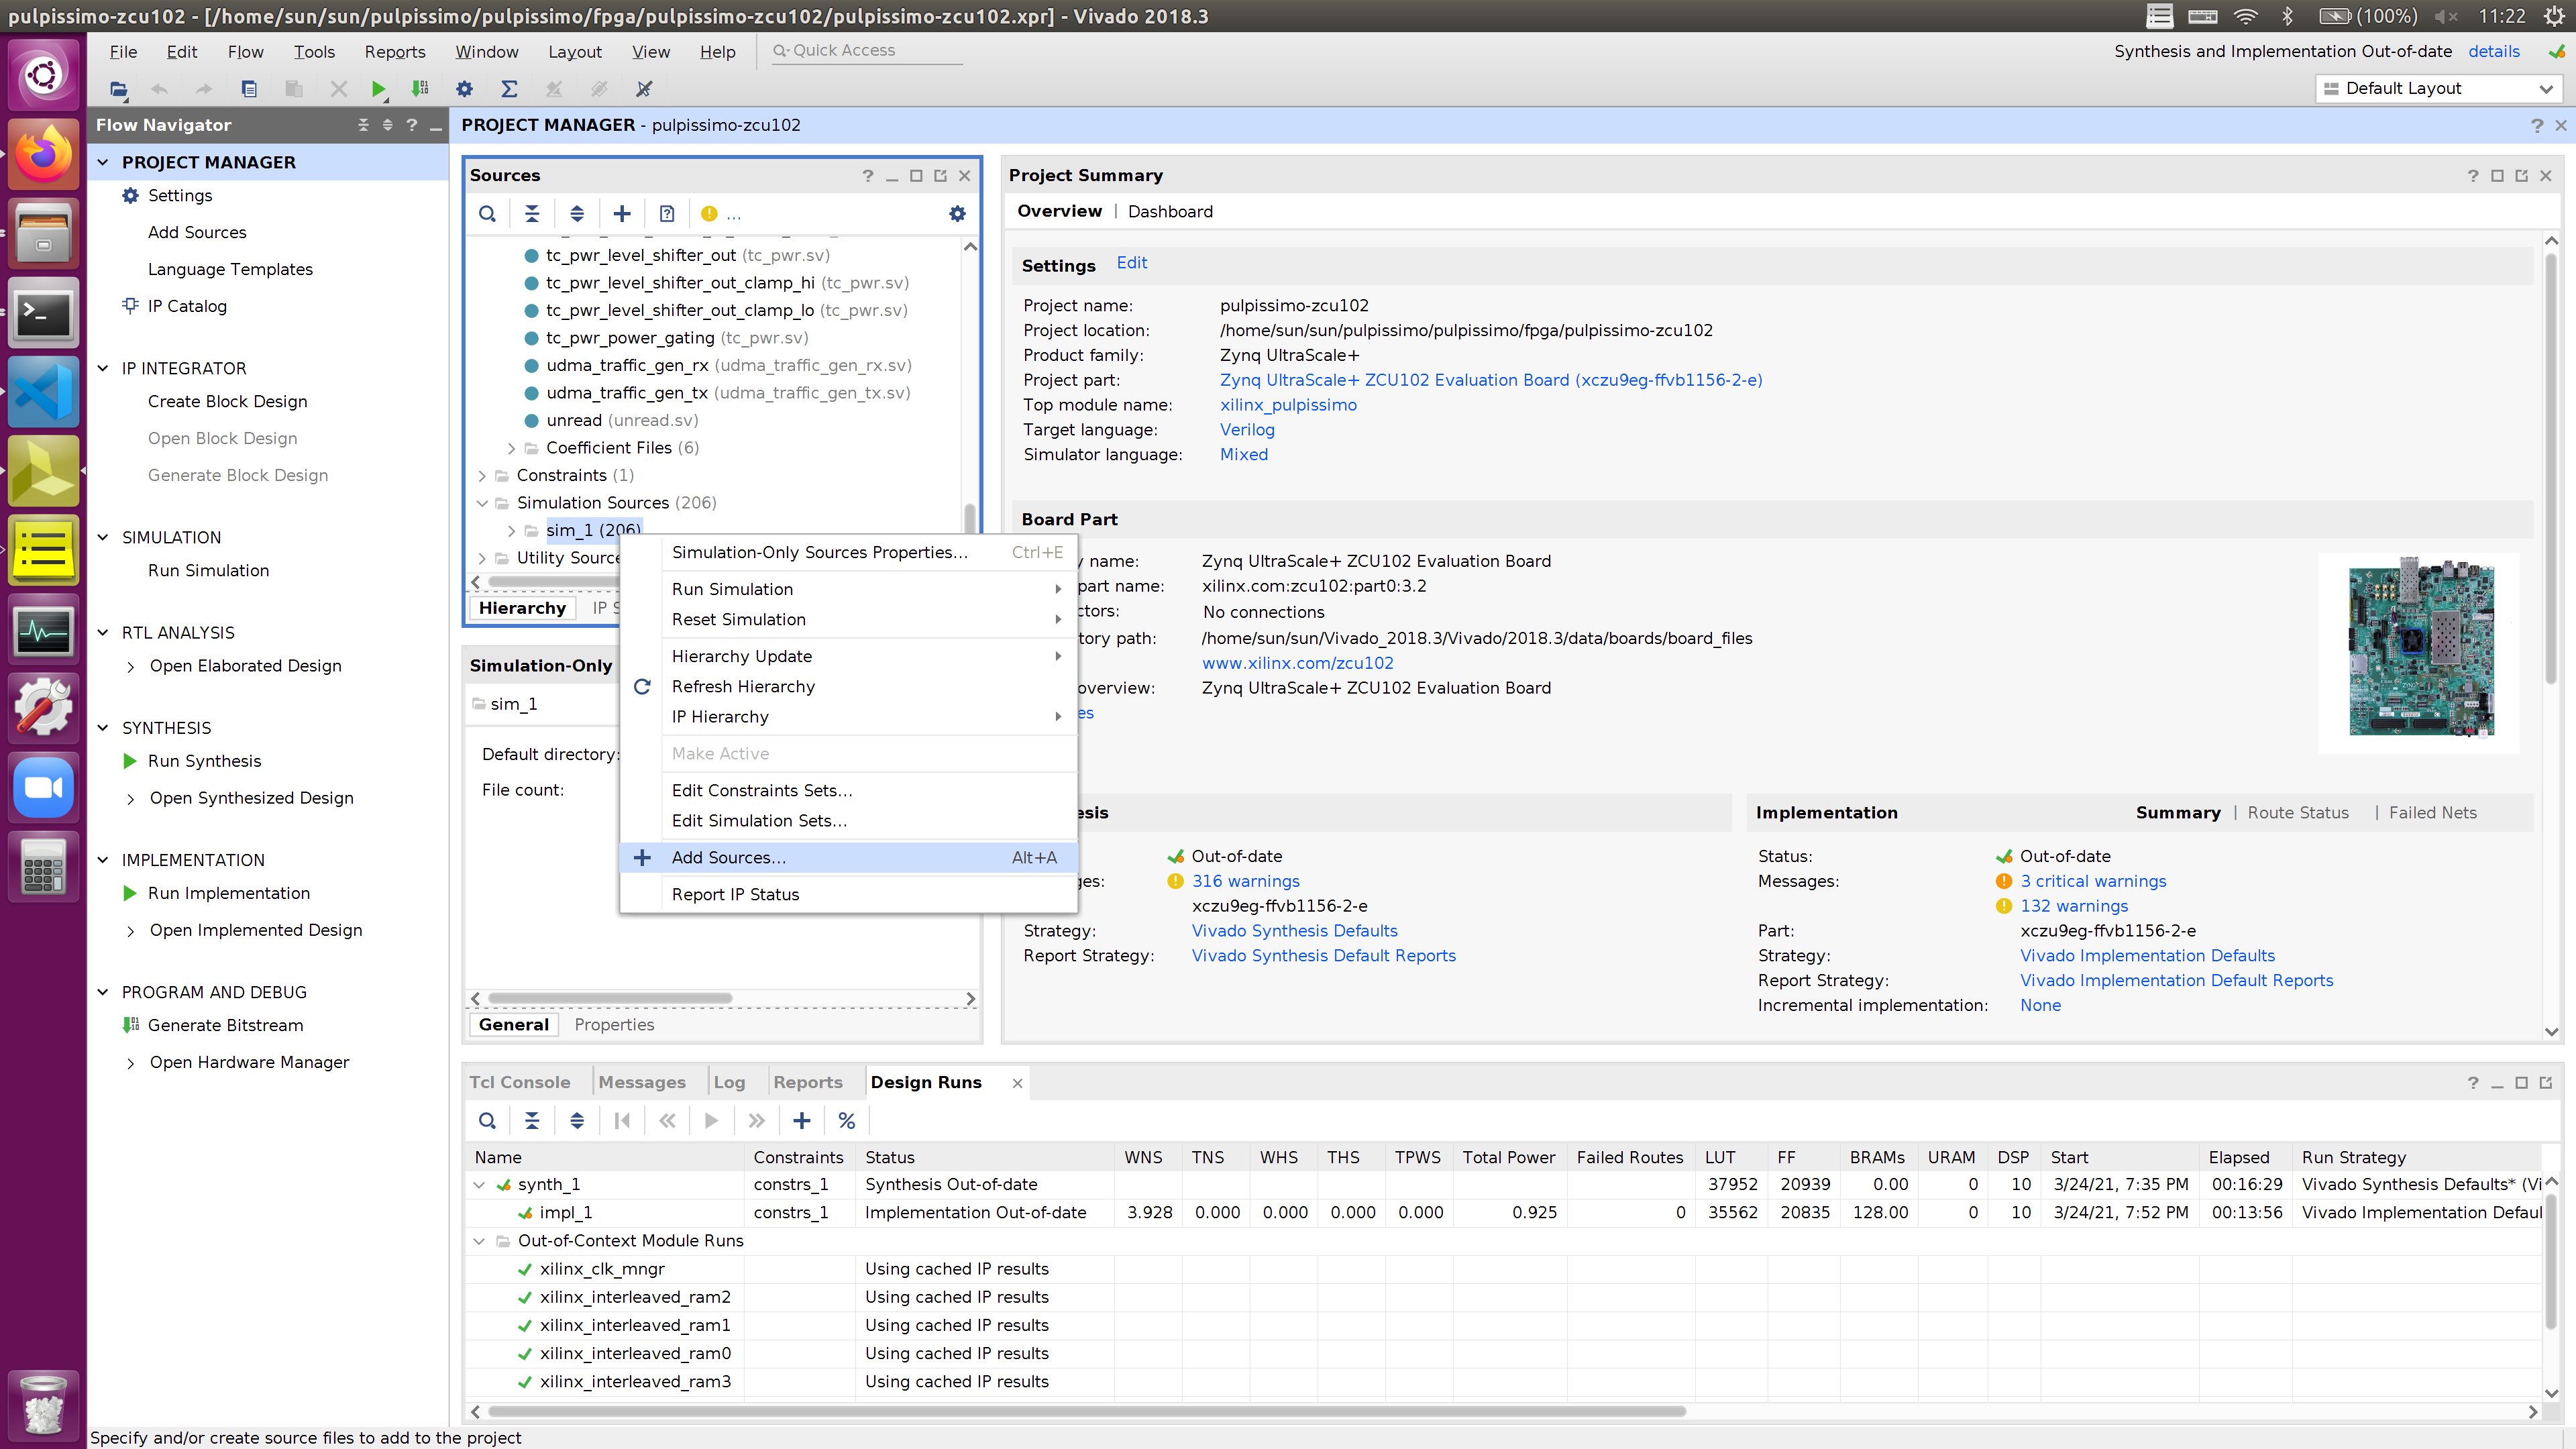 pulpissimo-zcu102 - [/home/sun/sun/pulpissimo/pulpissimo/fpga/pulpissimo-zcu102/pulpissimo-zcu102.xpr] - Vivado 2018.3
(100%) 11:22
File Edit Flow Tools Reports Window Layout View Help Quick Access
Synthesis and Implementation Out-of-date details
Default Layout
Flow Navigator
PROJECT MANAGER
Settings
Add Sources
Language Templates
IP Catalog
IP INTEGRATOR
Create Block Design
Open Block Design
Generate Block Design
SIMULATION
Run Simulation
RTL ANALYSIS
Open Elaborated Design
SYNTHESIS
Run Synthesis
Open Synthesized Design
IMPLEMENTATION
Run Implementation
Open Implemented Design
PROGRAM AND DEBUG
Generate Bitstream
Open Hardware Manager
PROJECT MANAGER - pulpissimo-zcu102
Sources
...
tc_pwr_level_shifter_out (tc_pwr.sv)
tc_pwr_level_shifter_out_clamp_hi (tc_pwr.sv)
tc_pwr_level_shifter_out_clamp_lo (tc_pwr.sv)
tc_pwr_power_gating (tc_pwr.sv)
udma_traffic_gen_rx (udma_traffic_gen_rx.sv)
udma_traffic_gen_tx (udma_traffic_gen_tx.sv)
unread (unread.sv)
Coefficient Files (6)
Constraints (1)
Simulation Sources (206)
sim_1 (206)
Utility Source
Hierarchy IP S
Simulation-Only
sim_1
Default directory:
File count:
General Properties
Simulation-Only Sources Properties... Ctrl+E
Run Simulation
Reset Simulation
Hierarchy Update
Refresh Hierarchy
IP Hierarchy
Make Active
Edit Constraints Sets...
Edit Simulation Sets...
Add Sources... Alt+A
Report IP Status
Project Summary
Overview | Dashboard
Settings Edit
Project name: pulpissimo-zcu102
Project location: /home/sun/sun/pulpissimo/pulpissimo/fpga/pulpissimo-zcu102
Product family: Zynq UltraScale+
Project part: Zynq UltraScale+ ZCU102 Evaluation Board (xczu9eg-ffvb1156-2-e)
Top module name: xilinx_pulpissimo
Target language: Verilog
Simulator language: Mixed
Board Part
y name: Zynq UltraScale+ ZCU102 Evaluation Board
part name: xilinx.com:zcu102:part0:3.2
ctors: No connections
tory path: /home/sun/sun/Vivado_2018.3/Vivado/2018.3/data/boards/board_files
www.xilinx.com/zcu102
overview: Zynq UltraScale+ ZCU102 Evaluation Board
es
esis
Out-of-date
ges: 316 warnings
xczu9eg-ffvb1156-2-e
Strategy: Vivado Synthesis Defaults
Report Strategy: Vivado Synthesis Default Reports
Implementation Summary | Route Status | Failed Nets
Status: Out-of-date
Messages: 3 critical warnings
132 warnings
Part: xczu9eg-ffvb1156-2-e
Strategy: Vivado Implementation Defaults
Report Strategy: Vivado Implementation Default Reports
Incremental implementation: None
Tcl Console Messages Log Reports Design Runs
Name Constraints Status WNS TNS WHS THS TPWS Total Power Failed Routes LUT FF BRAMs URAM DSP Start Elapsed Run Strategy
synth_1 constrs_1 Synthesis Out-of-date 37952 20939 0.00 0 10 3/24/21, 7:35 PM 00:16:29 Vivado Synthesis Defaults* (Vi
impl_1 constrs_1 Implementation Out-of-date 3.928 0.000 0.000 0.000 0.000 0.925 0 35562 20835 128.00 0 10 3/24/21, 7:52 PM 00:13:56 Vivado Implementation Defaul
Out-of-Context Module Runs
xilinx_clk_mngr Using cached IP results
xilinx_interleaved_ram2 Using cached IP results
xilinx_interleaved_ram1 Using cached IP results
xilinx_interleaved_ram0 Using cached IP results
xilinx_interleaved_ram3 Using cached IP results
Specify and/or create source files to add to the project